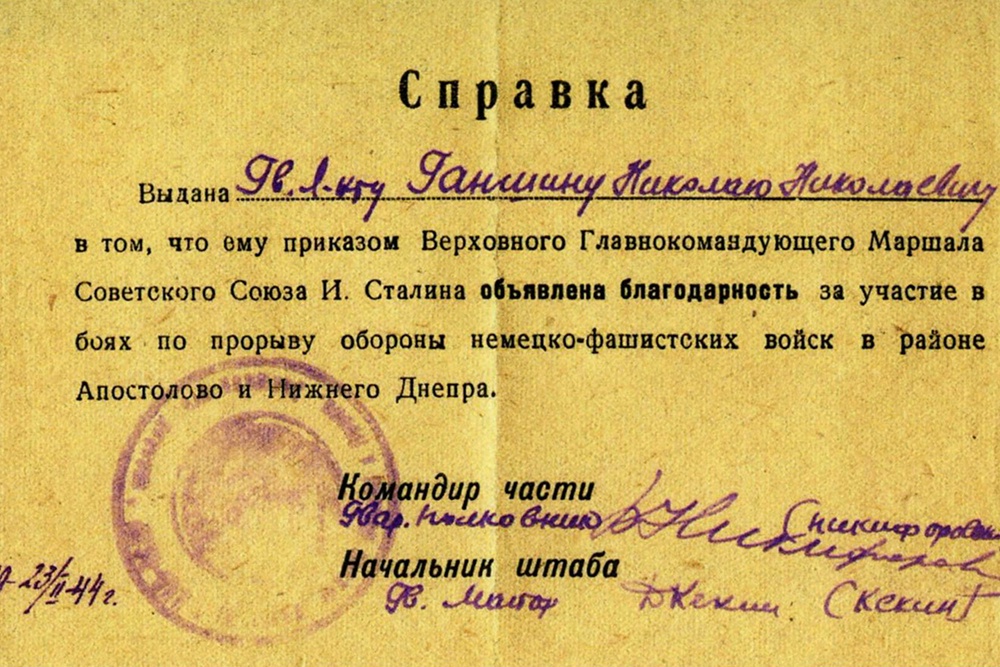 Справка
Выдана Гв. Л-нту Ганшину Николаю Николаевичу
в том, что ему приказом Верховного Главнокомандующего Маршала
Советского Союза И. Сталина объявлена благодарность за участие в
боях по прорыву обороны немецко-фашистских войск в районе
Апостолово и Нижнего Днепра.
Командир части
Гвар. полковник
Начальник штаба
Гв. Майор (Кекин)
23/II-44г.